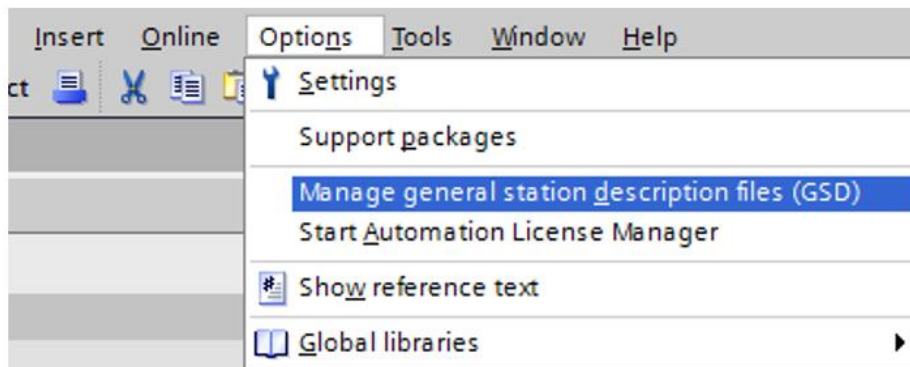 Insert Online Options Tools Window Help
ct
Settings
Support packages
Manage general station description files (GSD)
Start Automation License Manager
Show reference text
Global libraries